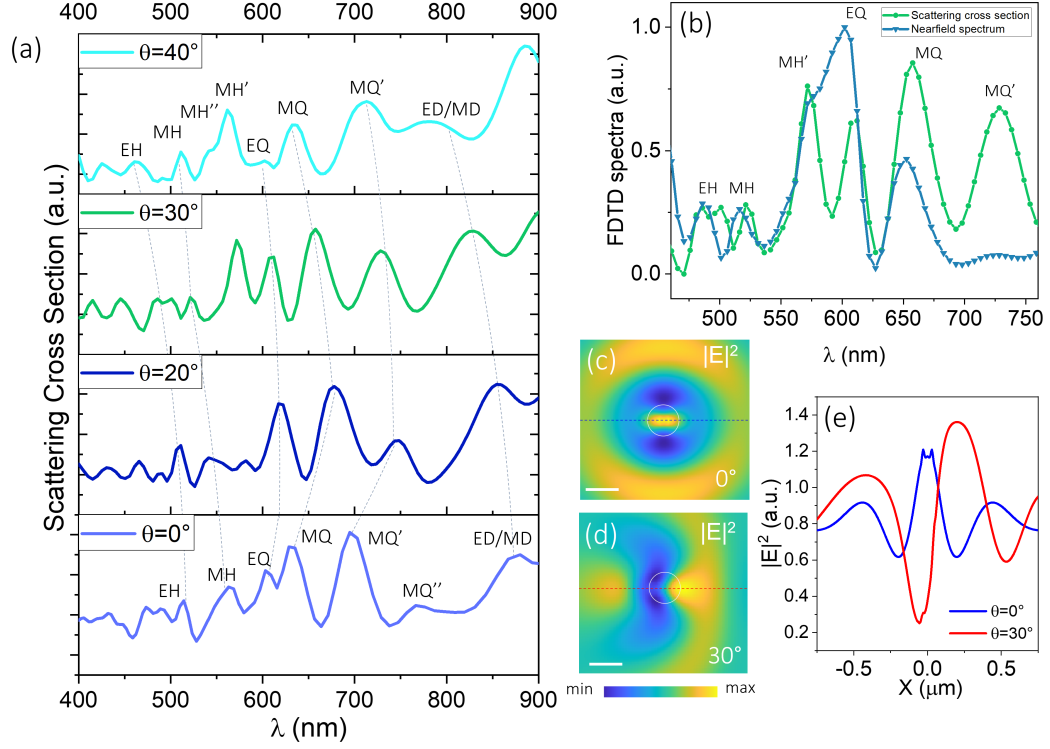 400 500 600 700 800 900
(a)
θ=40°
EH
MH
MH′′
MH′
EQ
MQ
MQ′
ED/MD
θ=30°
θ=20°
θ=0°
EH
MH
EQ
MQ
MQ′
MQ′′
ED/MD
Scattering Cross Section (a.u.)
400 500 600 700 800 900
λ (nm)
(b)
Scattering cross section
Nearfield spectrum
EH
MH
MH′
EQ
MQ
MQ′
FDTD spectra (a.u.)
1.0
0.5
0.0
500 550 600 650 700 750
λ (nm)
(c)
|E|²
0°
(d)
|E|²
30°
min max
(e)
|E|² (a.u.)
1.4
1.2
1.0
0.8
0.6
0.4
0.2
θ=0°
θ=30°
-0.5 0.0 0.5
X (μm)